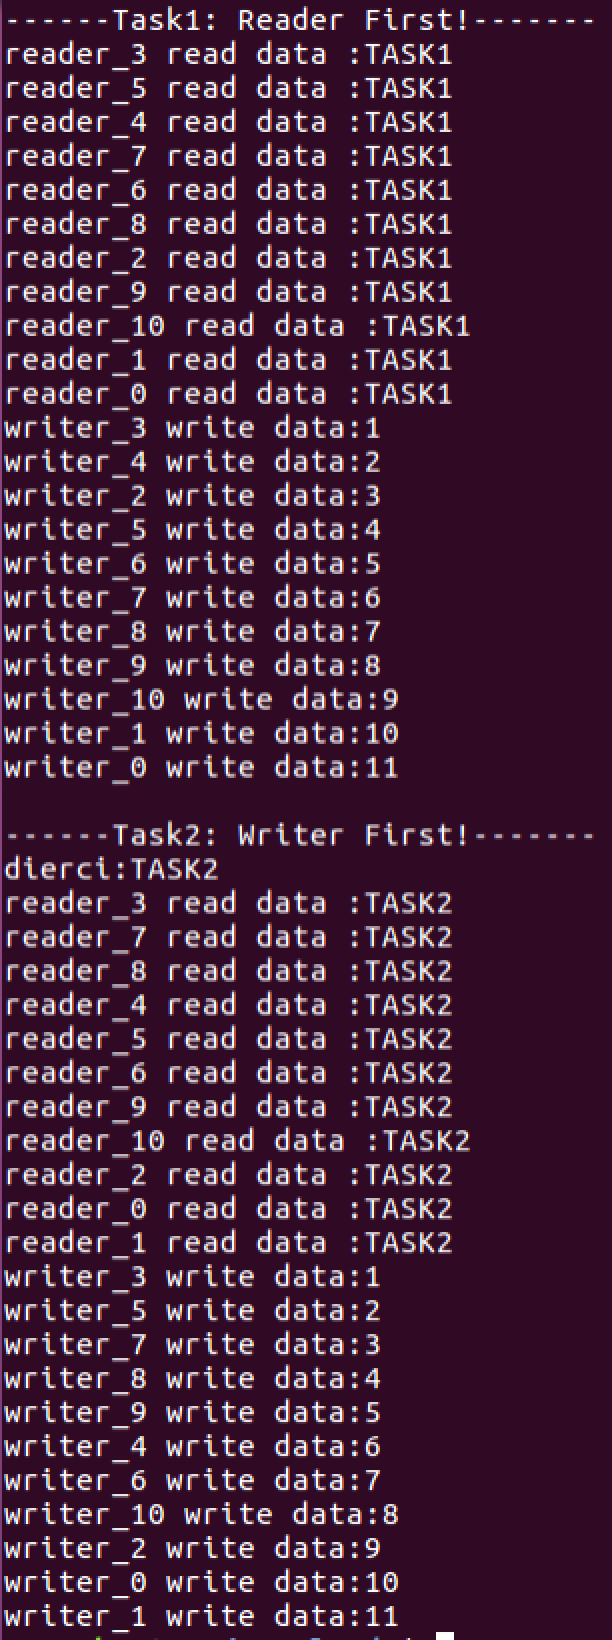 ------Task1: Reader First!-------
reader_3 read data :TASK1
reader_5 read data :TASK1
reader_4 read data :TASK1
reader_7 read data :TASK1
reader_6 read data :TASK1
reader_8 read data :TASK1
reader_2 read data :TASK1
reader_9 read data :TASK1
reader_10 read data :TASK1
reader_1 read data :TASK1
reader_0 read data :TASK1
writer_3 write data:1
writer_4 write data:2
writer_2 write data:3
writer_5 write data:4
writer_6 write data:5
writer_7 write data:6
writer_8 write data:7
writer_9 write data:8
writer_10 write data:9
writer_1 write data:10
writer_0 write data:11
------Task2: Writer First!-------
dierci:TASK2
reader_3 read data :TASK2
reader_7 read data :TASK2
reader_8 read data :TASK2
reader_4 read data :TASK2
reader_5 read data :TASK2
reader_6 read data :TASK2
reader_9 read data :TASK2
reader_10 read data :TASK2
reader_2 read data :TASK2
reader_0 read data :TASK2
reader_1 read data :TASK2
writer_3 write data:1
writer_5 write data:2
writer_7 write data:3
writer_8 write data:4
writer_9 write data:5
writer_4 write data:6
writer_6 write data:7
writer_10 write data:8
writer_2 write data:9
writer_0 write data:10
writer_1 write data:11